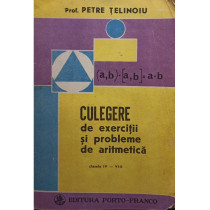 Prof. PETRE ȚELINOIU
(a,b)·[a,b]=a·b
CULEGERE
de exerciții
și probleme
de aritmetică
EDITURA PORTO-FRANCO